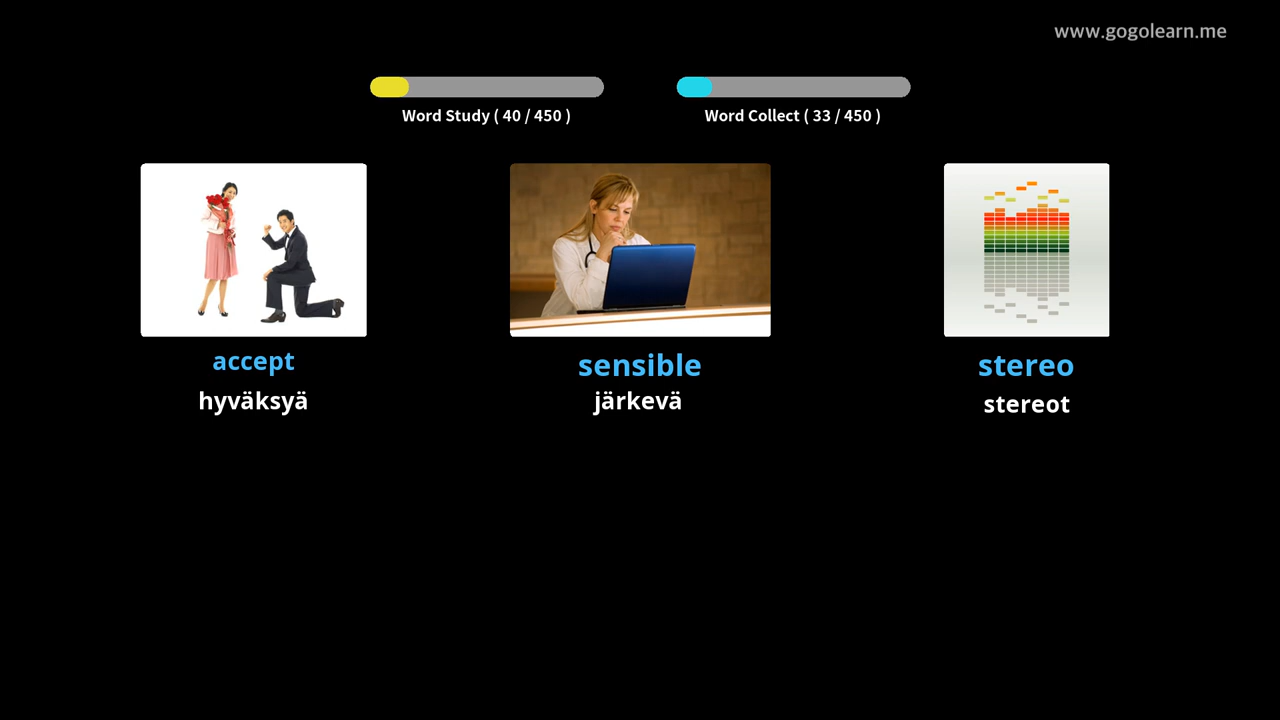 www.gogolearn.me
Word Study ( 40 / 450 )
Word Collect ( 33 / 450 )
accept
hyväksyä
sensible
järkevä
stereo
stereot